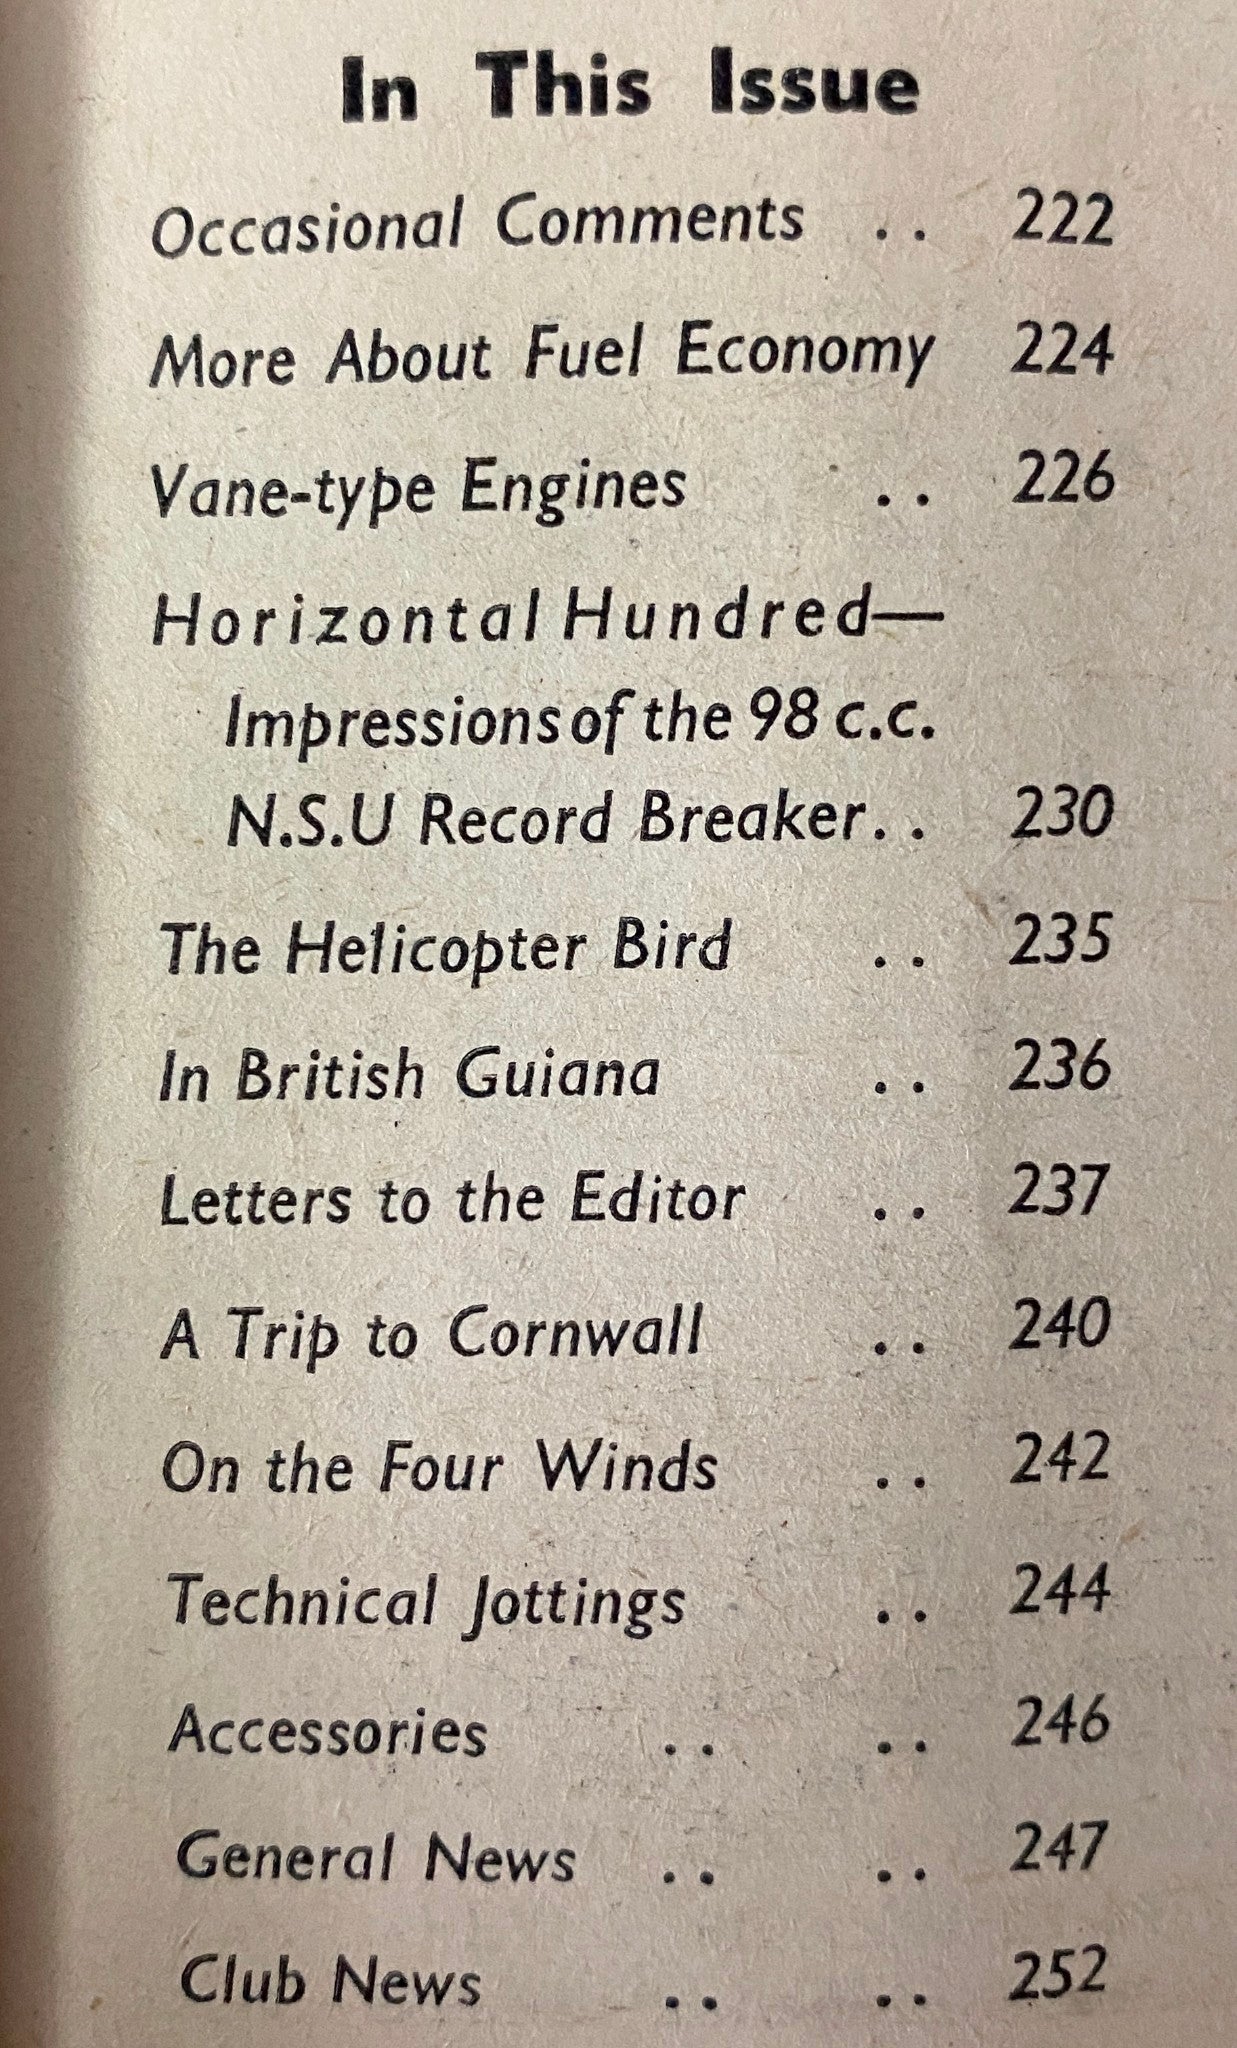 In This Issue
Occasional Comments .. 222
More About Fuel Economy 224
Vane-type Engines .. 226
Horizontal Hundred—
Impressions of the 98 c.c.
N.S.U Record Breaker.. 230
The Helicopter Bird .. 235
In British Guiana .. 236
Letters to the Editor .. 237
A Trip to Cornwall .. 240
On the Four Winds .. 242
Technical Jottings .. 244
Accessories .. .. 246
General News .. .. 247
Club News .. .. 252